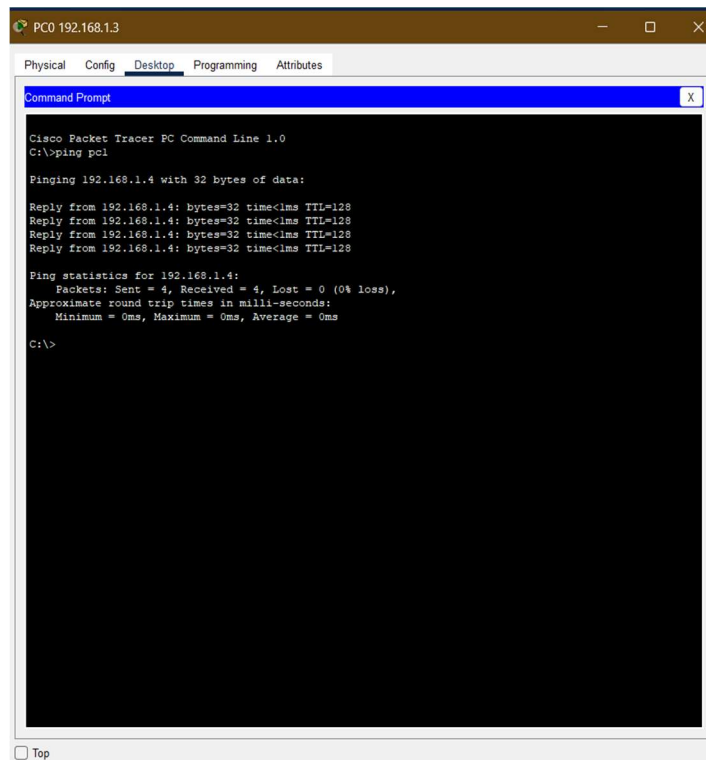 PC0 192.168.1.3
Physical Config Desktop Programming Attributes
Command Prompt
X
Cisco Packet Tracer PC Command Line 1.0
C:\>ping pc1
Pinging 192.168.1.4 with 32 bytes of data:
Reply from 192.168.1.4: bytes=32 time<1ms TTL=128
Reply from 192.168.1.4: bytes=32 time<1ms TTL=128
Reply from 192.168.1.4: bytes=32 time<1ms TTL=128
Reply from 192.168.1.4: bytes=32 time<1ms TTL=128
Ping statistics for 192.168.1.4:
Packets: Sent = 4, Received = 4, Lost = 0 (0% loss),
Approximate round trip times in milli-seconds:
Minimum = 0ms, Maximum = 0ms, Average = 0ms
C:\>
Top